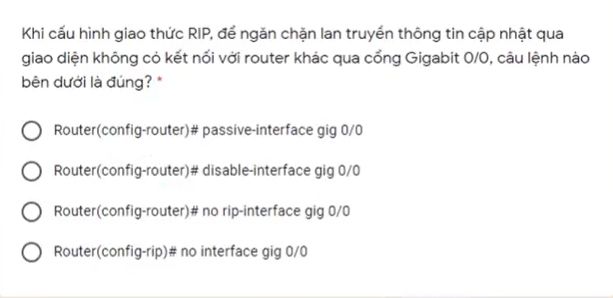 Khi cấu hình giao thức RIP, để ngăn chặn lan truyền thông tin cập nhật qua
giao diện không có kết nối với router khác qua cổng Gigabit 0/0, câu lệnh nào
bên dưới là đúng? *
Router(config-router)# passive-interface gig 0/0
Router(config-router)# disable-interface gig 0/0
Router(config-router)# no rip-interface gig 0/0
Router(config-rip)# no interface gig 0/0